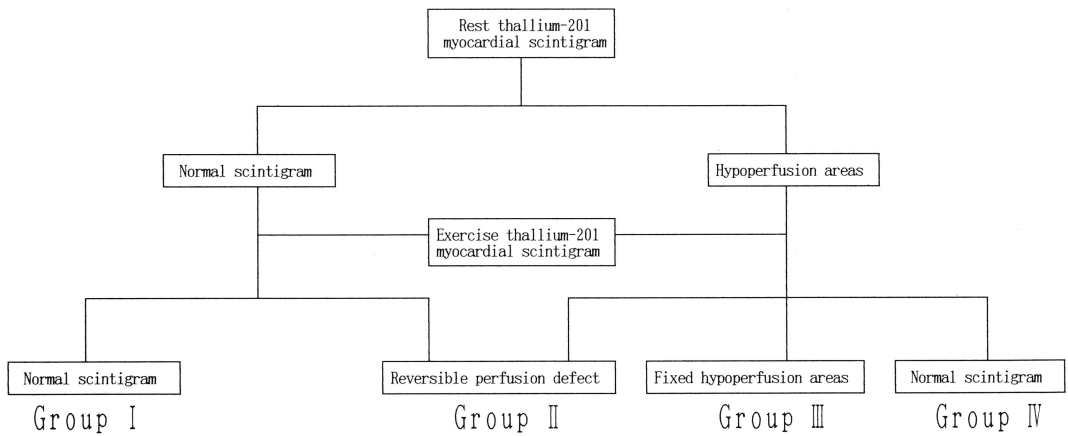 Rest thallium-201
myocardial scintigram
Normal scintigram
Hypoperfusion areas
Exercise thallium-201
myocardial scintigram
Normal scintigram
Reversible perfusion defect
Fixed hypoperfusion areas
Normal scintigram
Group Ⅰ
Group Ⅱ
Group Ⅲ
Group Ⅳ